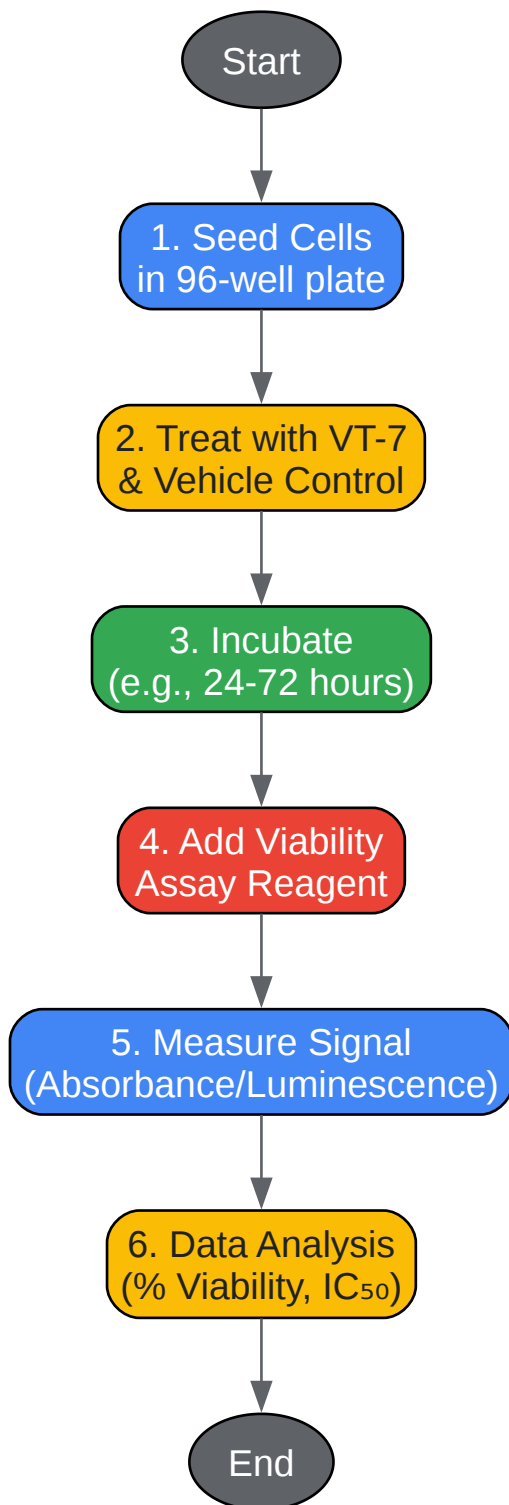 Start
1. Seed Cells
in 96-well plate
2. Treat with VT-7
& Vehicle Control
3. Incubate
(e.g., 24-72 hours)
4. Add Viability
Assay Reagent
5. Measure Signal
(Absorbance/Luminescence)
6. Data Analysis
(% Viability, IC₅₀)
End